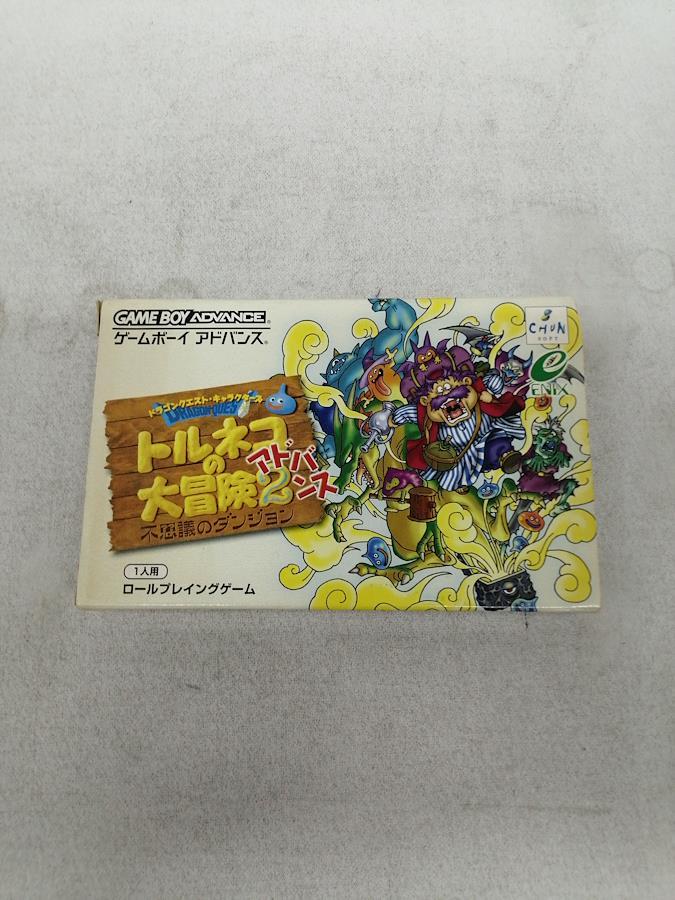 GAME BOY ADVANCE
ゲームボーイ アドバンス
ドラゴンクエスト・キャラクターズ
DRAGON QUEST
トルネコ
の
大冒険2
アドバンス
不思議のダンジョン
1人用
ロールプレイングゲーム
CHUN
SOFT
ENIX